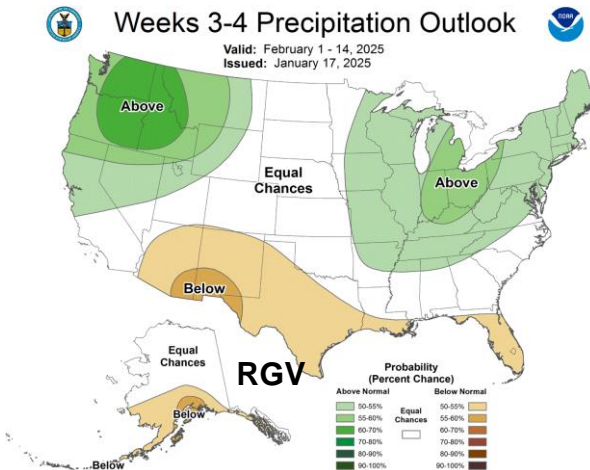 Weeks 3-4 Precipitation Outlook
NOAA
Valid: February 1 - 14, 2025
Issued: January 17, 2025
Above
Equal
Chances
Above
Below
Equal
Chances
RGV
Below
Below
Probability
(Percent Chance)
Above Normal
Equal
Chances
Below Normal
50-55%
50-55%
55-60%
55-60%
60-70%
60-70%
70-80%
70-80%
80-90%
80-90%
90-100%
90-100%